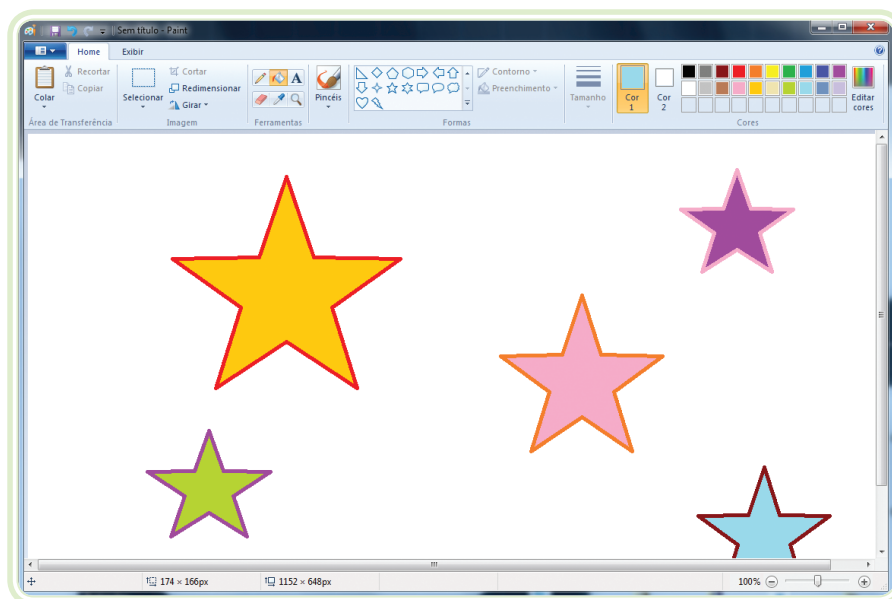 Sem título - Paint
Home Exibir
Colar
Recortar
Copiar
Área de Transferência
Selecionar
Cortar
Redimensionar
Girar
Imagem
A
Ferramentas
Pincéis
Contorno
Preenchimento
Formas
Tamanho
Cor 1
Cor 2
Editar cores
Cores
174 × 166px
1152 × 648px
100%